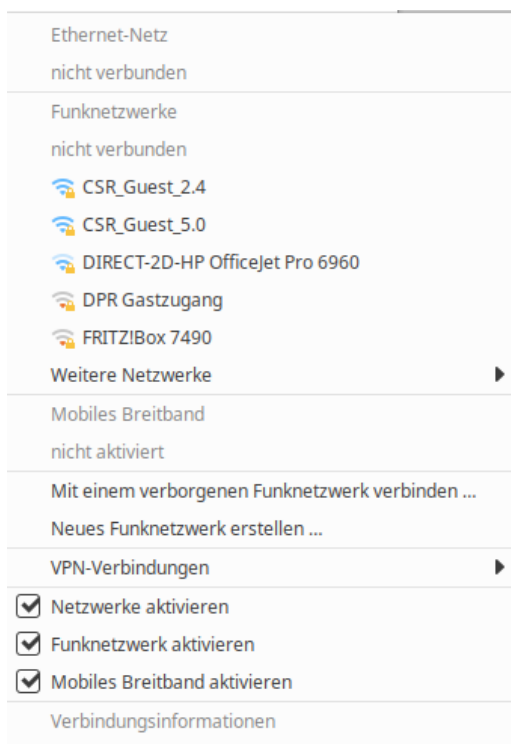 Ethernet-Netz
nicht verbunden
Funknetzwerke
nicht verbunden
CSR_Guest_2.4
CSR_Guest_5.0
DIRECT-2D-HP OfficeJet Pro 6960
DPR Gastzugang
FRITZ!Box 7490
Weitere Netzwerke
Mobiles Breitband
nicht aktiviert
Mit einem verborgenen Funknetzwerk verbinden ...
Neues Funknetzwerk erstellen ...
VPN-Verbindungen
Netzwerke aktivieren
Funknetzwerk aktivieren
Mobiles Breitband aktivieren
Verbindungsinformationen